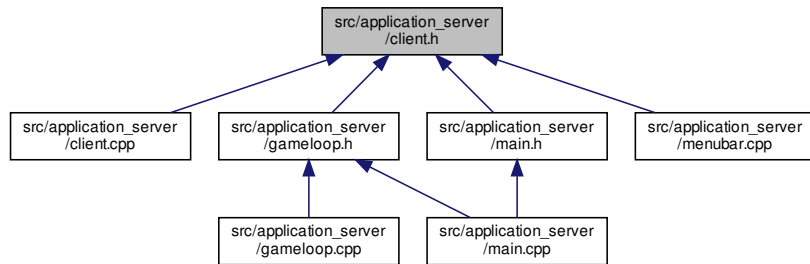 src/application_server
/client.h
src/application_server
/client.cpp
src/application_server
/gameloop.h
src/application_server
/main.h
src/application_server
/menubar.cpp
src/application_server
/gameloop.cpp
src/application_server
/main.cpp